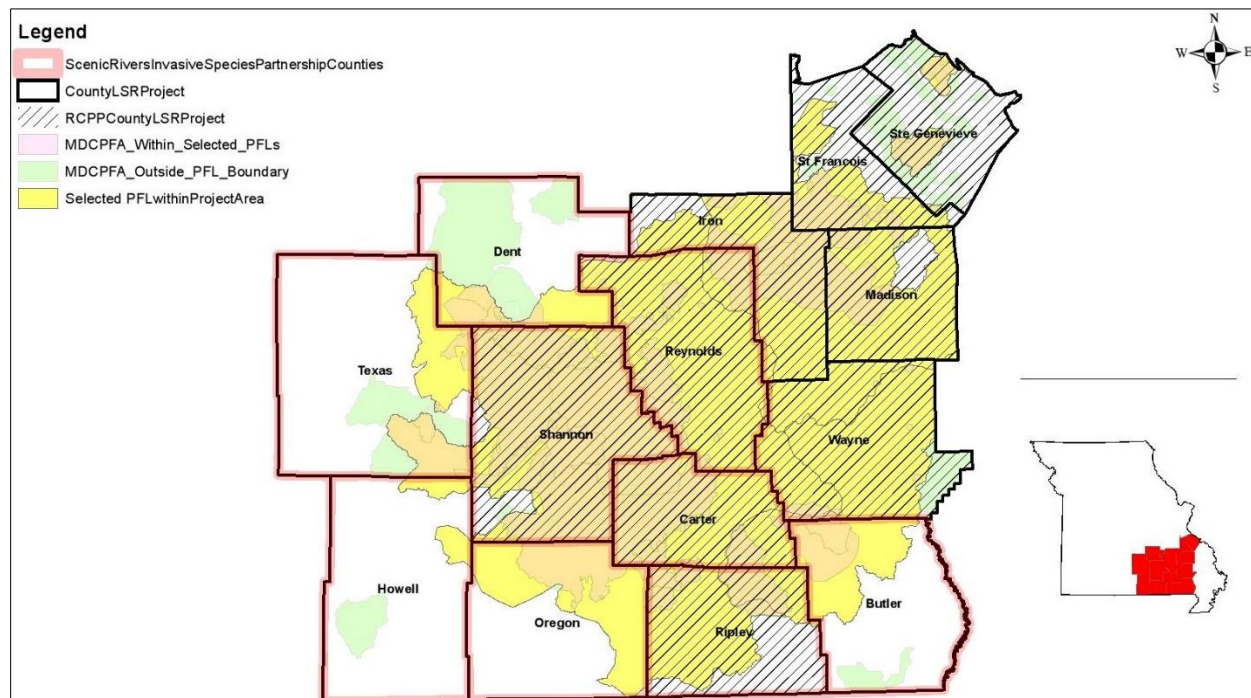 Legend
ScenicRiversInvasiveSpeciesPartnershipCounties
CountyLSRProject
RCPPCountyLSRProject
MDCPFA_Within_Selected_PFLs
MDCPFA_Outside_PFL_Boundary
Selected PFLwithinProjectArea
N
W E
S
Ste Genevieve
St Francois
Iron
Dent
Madison
Reynolds
Texas
Shannon
Wayne
Carter
Howell
Oregon
Ripley
Butler